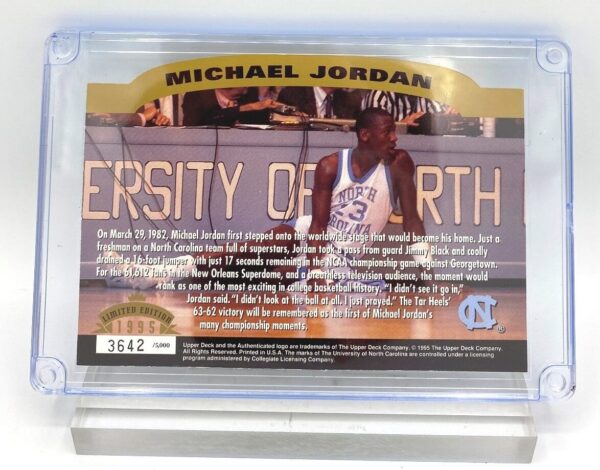 MICHAEL JORDAN
ERSITY OF NORTH
NORTH
CAROLINA
23
On March 29, 1982, Michael Jordan first stepped onto the worldwide stage that would become his home. Just a
freshman on a North Carolina team full of superstars, Jordan took a pass from guard Jimmy Black and coolly
drained a 16-foot jumper with just 17 seconds remaining in the NCAA championship game against Georgetown.
For the 61,612 fans in the New Orleans Superdome, and a breathless television audience, the moment would
rank as one of the most exciting in college basketball history. "I didn't see it go in,"
Jordan said. "I didn't look at the ball at all. I just prayed." The Tar Heels'
63-62 victory will be remembered as the first of Michael Jordan's
many championship moments.
NC ®
LIMITED EDITION
1995
3642 /5,000
Upper Deck and the Authenticated logo are trademarks of The Upper Deck Company. © 1995 The Upper Deck Company.
All Rights Reserved. Printed in U.S.A. The marks of The University of North Carolina are controlled under a licensing
program administered by Collegiate Licensing Company.